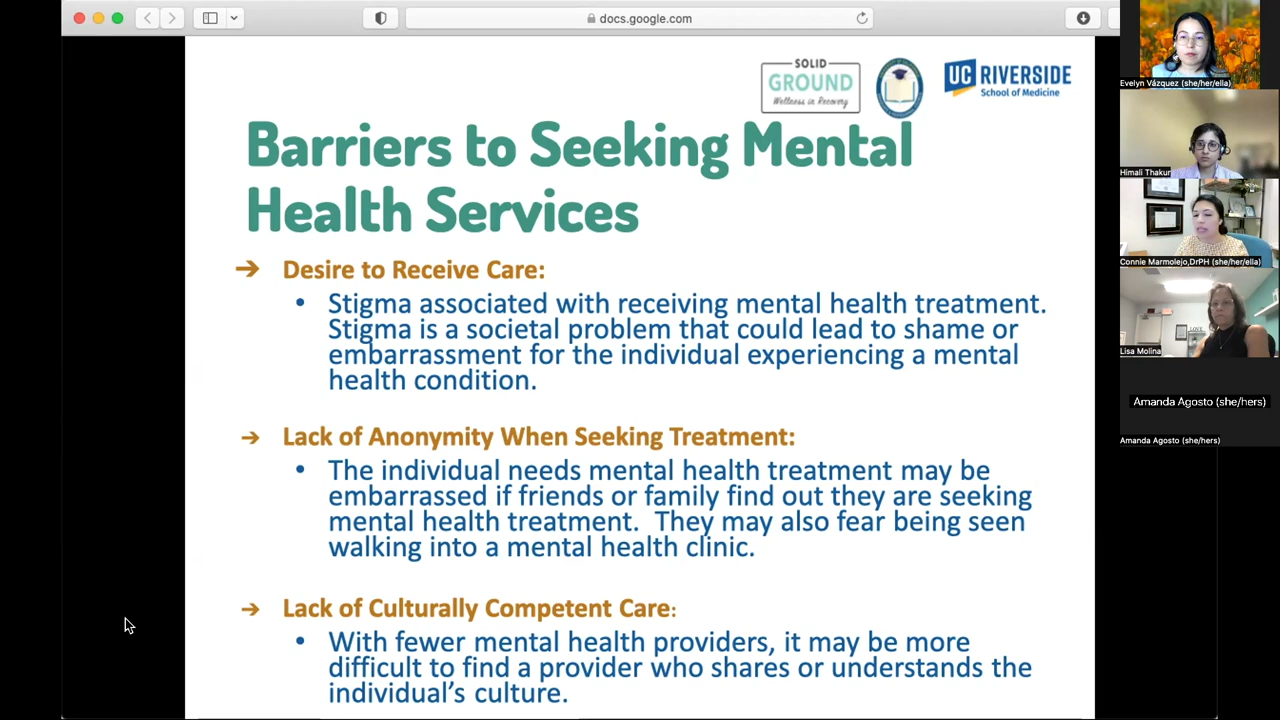 docs.google.com
SOLID
GROUND
Wellness in Recovery
UC RIVERSIDE
School of Medicine
Barriers to Seeking Mental
Health Services
➔ Desire to Receive Care:
• Stigma associated with receiving mental health treatment.
Stigma is a societal problem that could lead to shame or
embarrassment for the individual experiencing a mental
health condition.
➔ Lack of Anonymity When Seeking Treatment:
• The individual needs mental health treatment may be
embarrassed if friends or family find out they are seeking
mental health treatment. They may also fear being seen
walking into a mental health clinic.
➔ Lack of Culturally Competent Care:
• With fewer mental health providers, it may be more
difficult to find a provider who shares or understands the
individual's culture.
Evelyn Vázquez (she/her/ella)
Himali Thakur
Connie Marmolejo,DrPH (she/her/ella)
LOVE
Lisa Molina
Amanda Agosto (she/hers)
Amanda Agosto (she/hers)